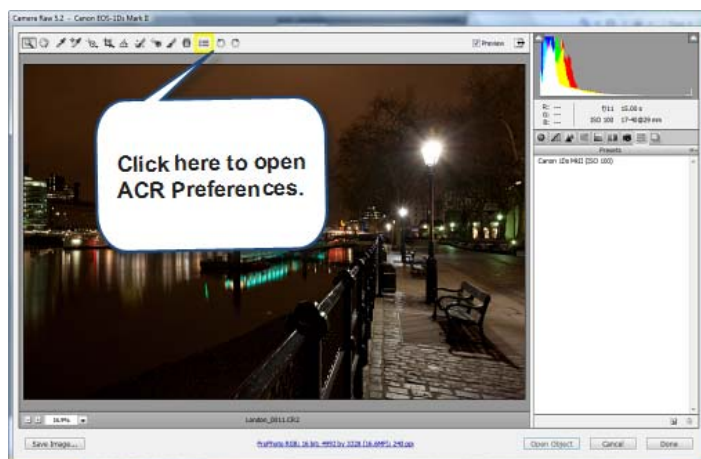 Camera Raw 5.2 - Canon EOS-1Ds Mark II
Preview
R: ---
G: ---
B: ---
f/11 15.00 s
ISO 100 17-40@29 mm
Presets
Canon 1Ds MkII (ISO 100)
Click here to open
ACR Preferences.
16.9%
London_0011.CR2
Save Image...
ProPhoto RGB; 16 bit; 4992 by 3328 (16.6MP); 240 ppi
Open Object
Cancel
Done